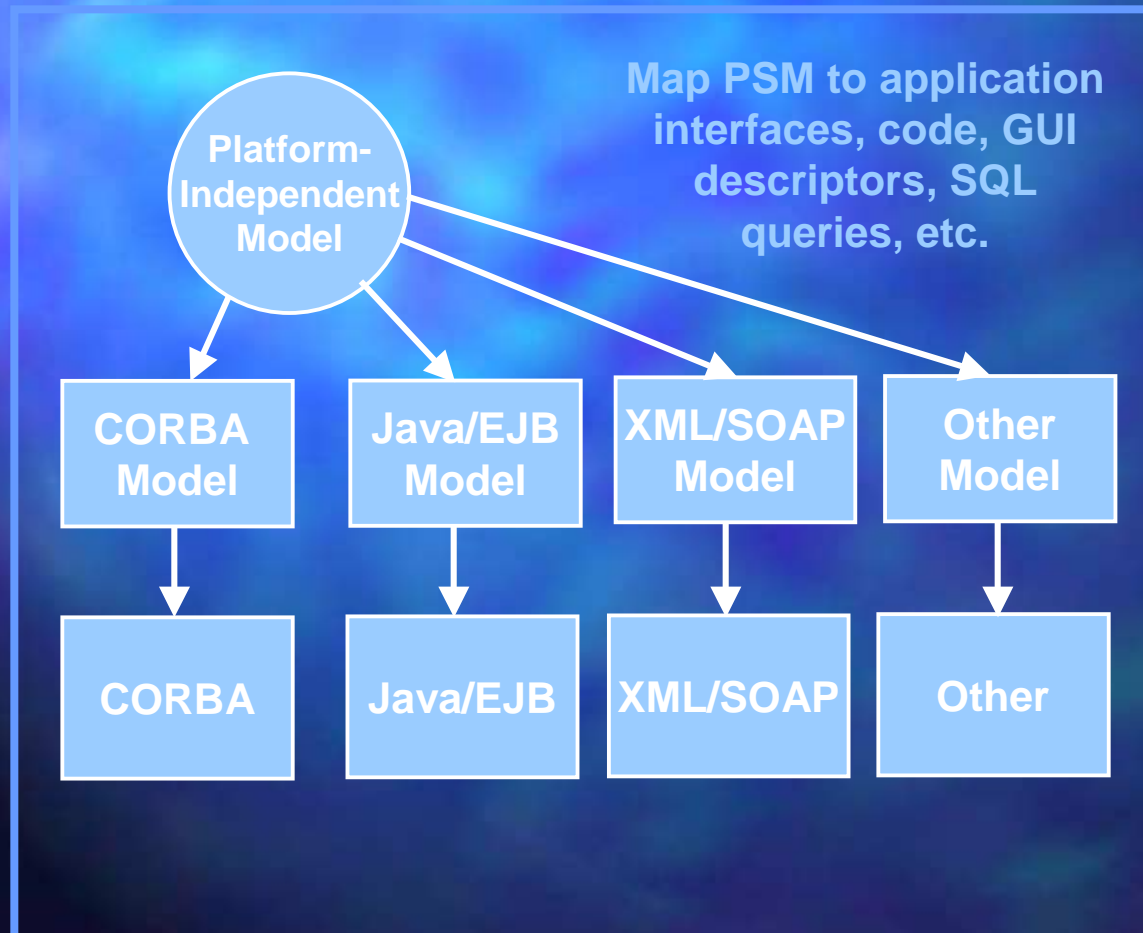 Map PSM to application
interfaces, code, GUI
descriptors, SQL
queries, etc.
Platform-
Independent
Model
CORBA
Model
Java/EJB
Model
XML/SOAP
Model
Other
Model
CORBA
Java/EJB
XML/SOAP
Other